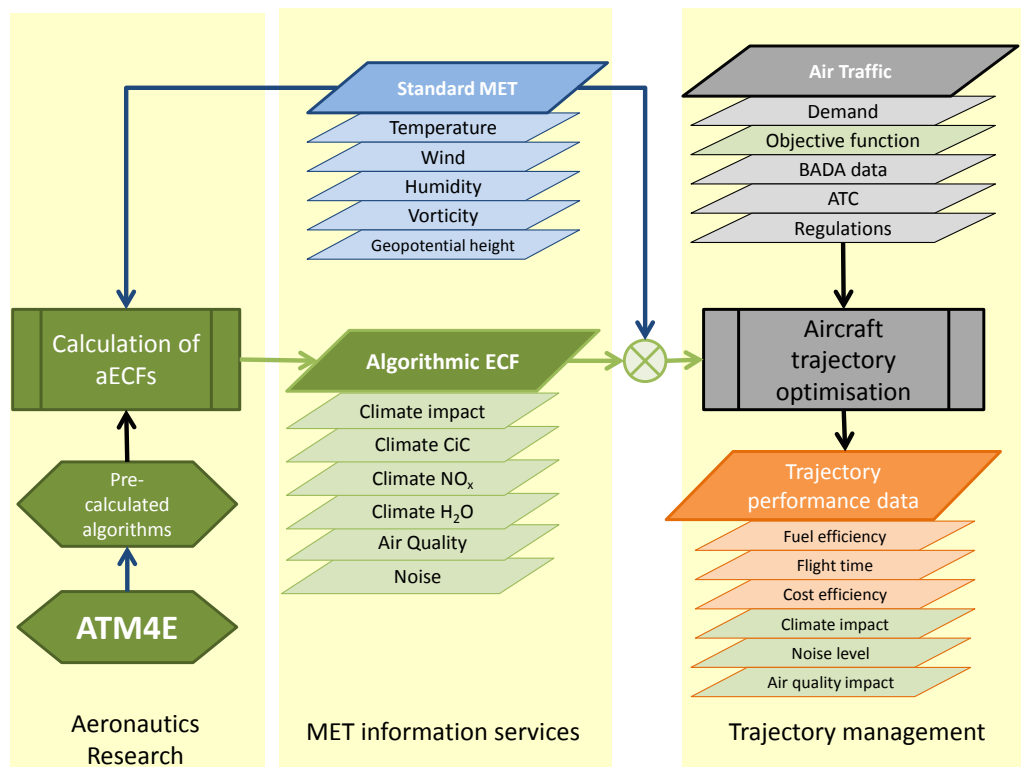 Standard MET
Temperature
Wind
Humidity
Vorticity
Geopotential height
Air Traffic
Demand
Objective function
BADA data
ATC
Regulations
Calculation of
aECFs
Algorithmic ECF
Climate impact
Climate CiC
Climate NOₓ
Climate H₂O
Air Quality
Noise
Aircraft
trajectory
optimisation
Pre-
calculated
algorithms
ATM4E
Trajectory
performance data
Fuel efficiency
Flight time
Cost efficiency
Climate impact
Noise level
Air quality impact
Aeronautics
Research
MET information services
Trajectory management